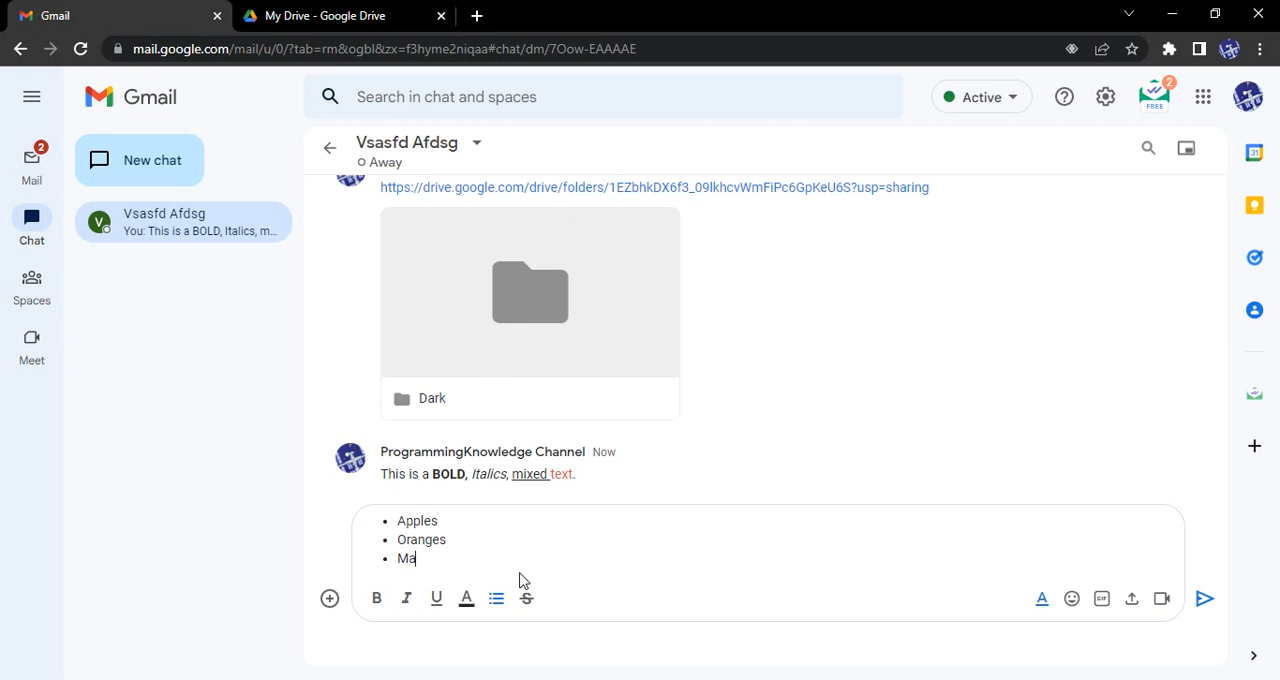 Gmail
My Drive - Google Drive
mail.google.com/mail/u/0/?tab=rm&ogbl&zx=f3hyme2niqaa#chat/dm/7Oow-EAAAAE
Gmail
Search in chat and spaces
Active
2
FREE
2
Mail
Chat
Spaces
Meet
New chat
V
Vsasfd Afdsg
You: This is a BOLD, Italics, m...
Vsasfd Afdsg
Away
https://drive.google.com/drive/folders/1EZbhkDX6f3_09lkhcvWmFiPc6GpKeU6S?usp=sharing
Dark
ProgrammingKnowledge Channel Now
This is a BOLD, Italics, mixed text.
• Apples
• Oranges
• Ma
B I U A S
A GIF
31